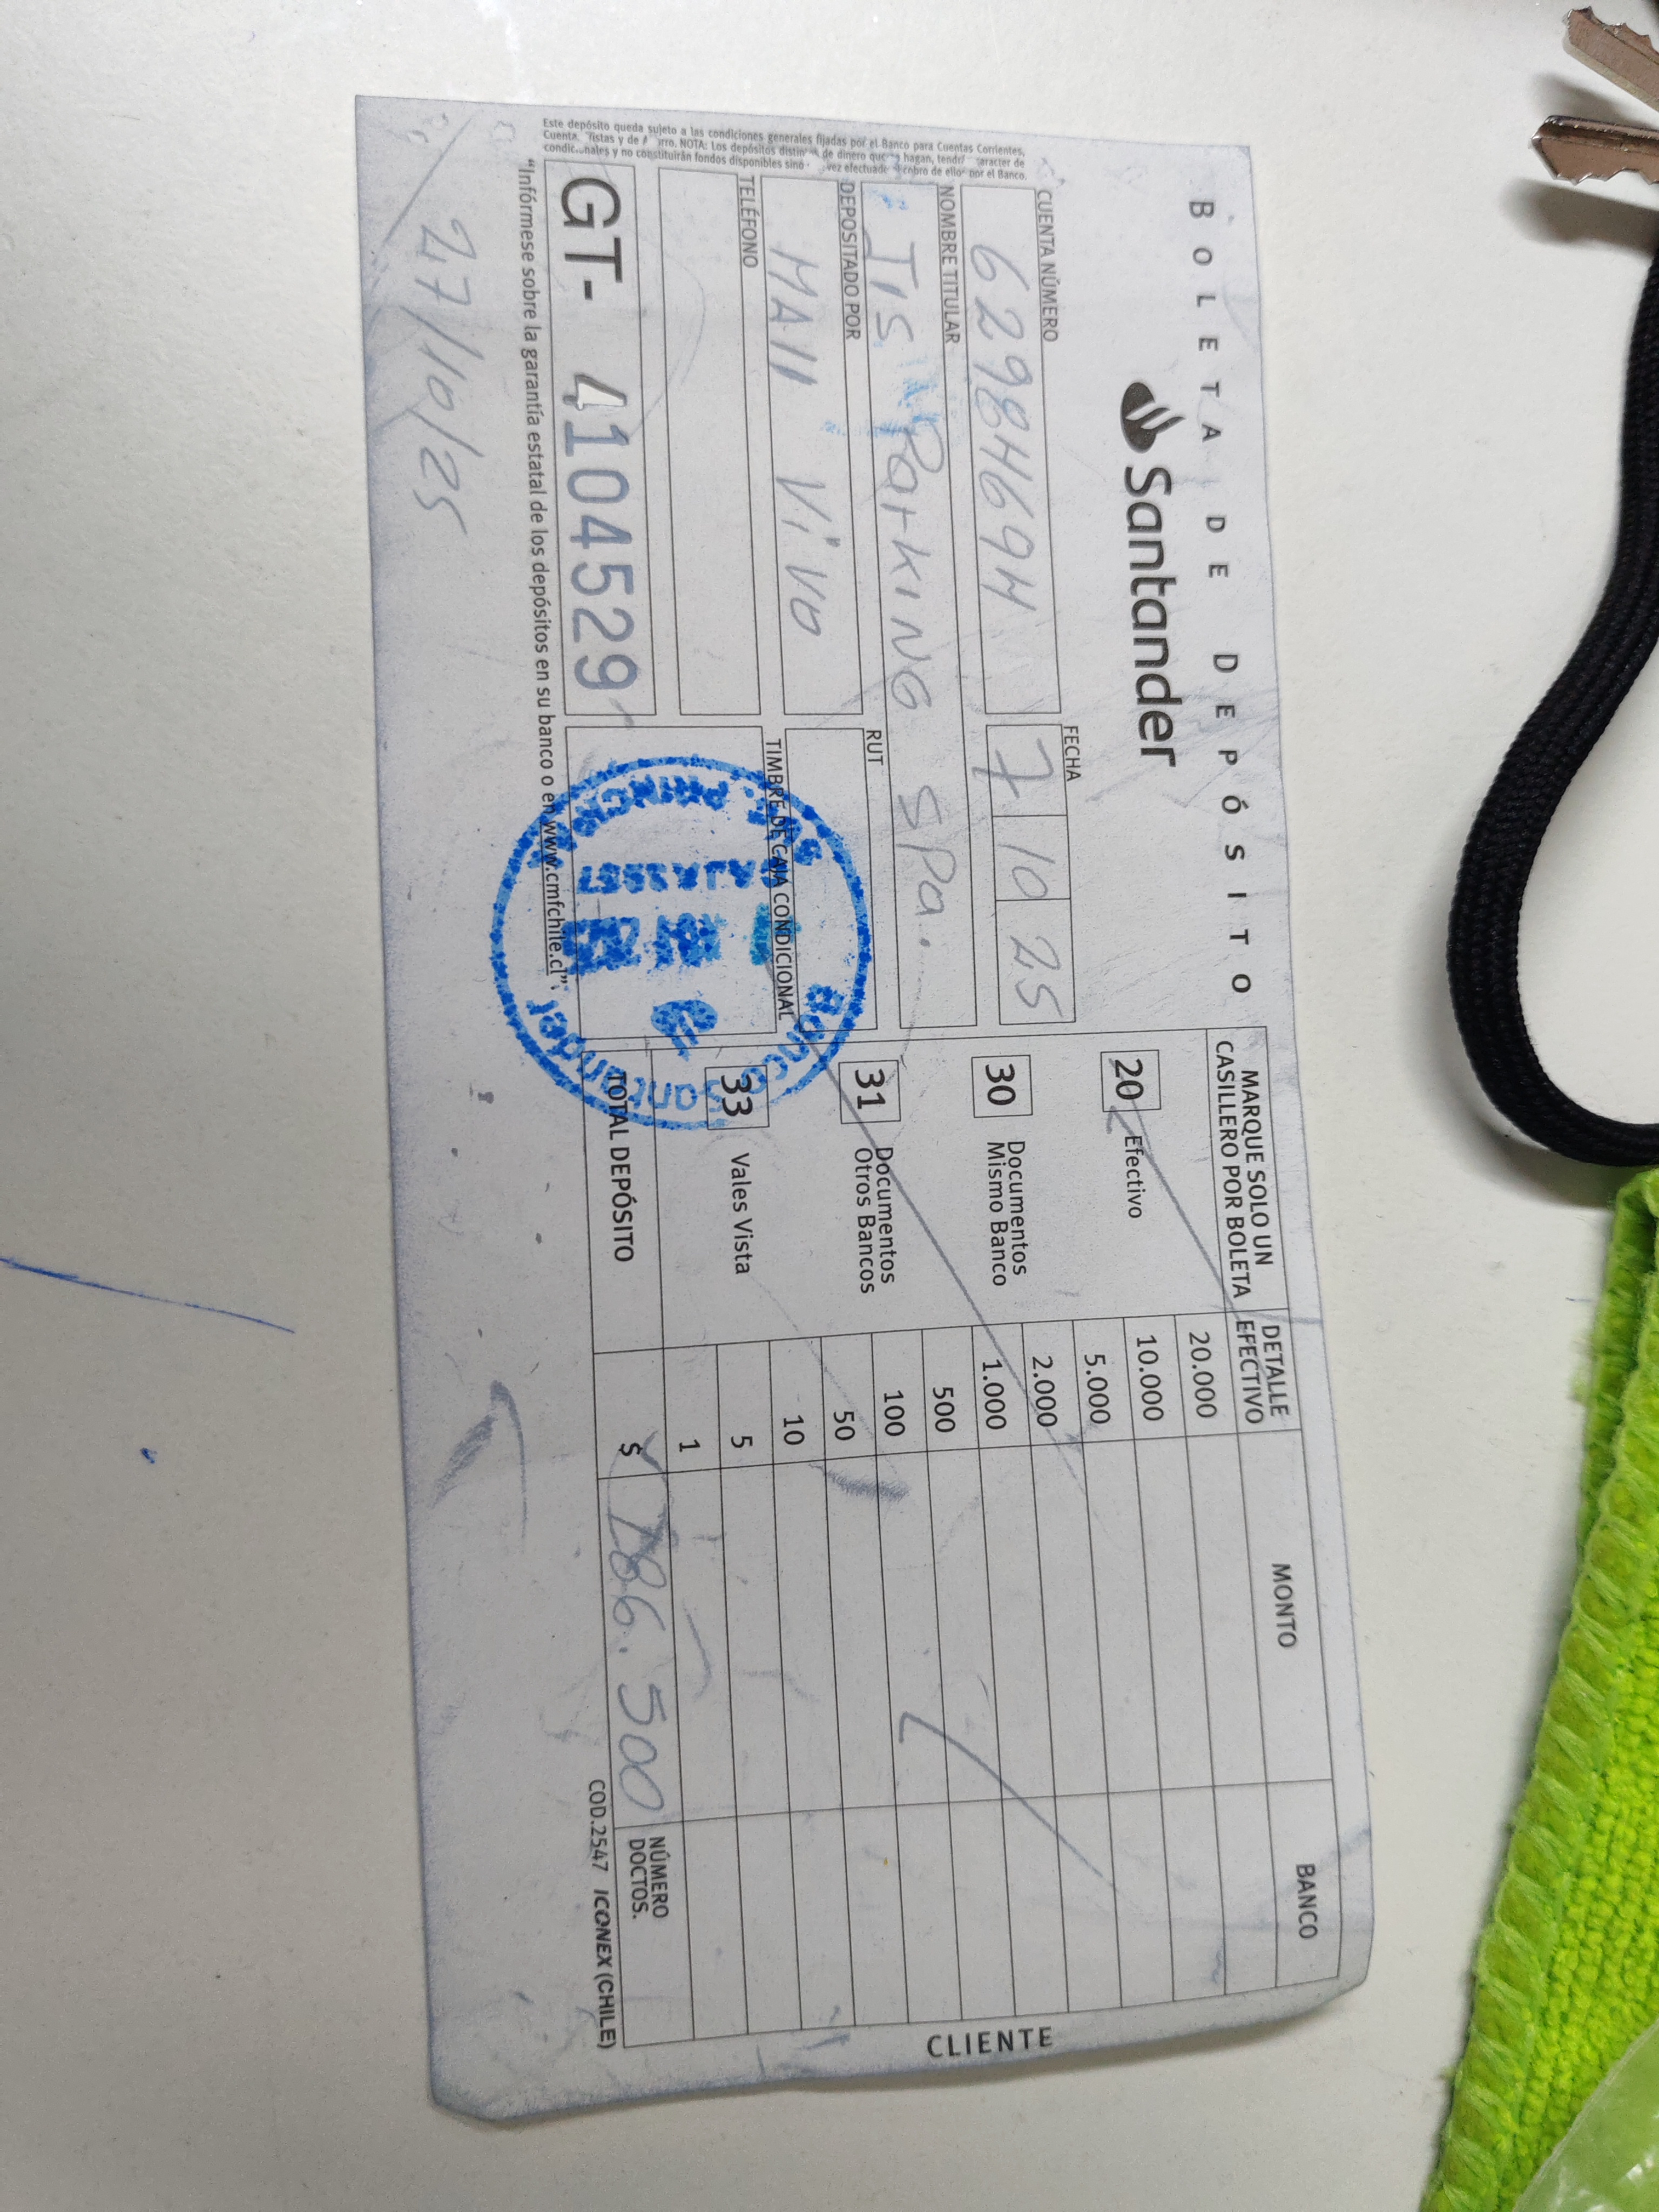 BOLETA DE DEPÓSITO
Santander
CUENTA NÚMERO
62984694
FECHA
7 10 25
NOMBRE TITULAR
JIS Parking SPa.
DEPOSITADO POR
MAll Vivo
RUT
TELÉFONO
TIMBRE DE CAJA CONDICIONAL
GT- 41045529
"Infórmese sobre la garantía estatal de los depósitos en su banco o en www.cmfchile.cl".
27/10/25
Este depósito queda sujeto a las condiciones generales fijadas por el Banco para Cuentas Corrientes,
MARQUE SOLO UN
CASILLERO POR BOLETA
20 Efectivo
30 Documentos
Mismo Banco
31 Documentos
Otros Bancos
33 Vales Vista
TOTAL DEPÓSITO
DETALLE
EFECTIVO
MONTO
BANCO
20.000
10.000
5.000
2.000
1.000
500
100
50
10
5
1
$ 786.500
NÚMERO
DOCTOS.
COD.2547 ICONEX (CHILE)
CLIENTE
Banco Santander